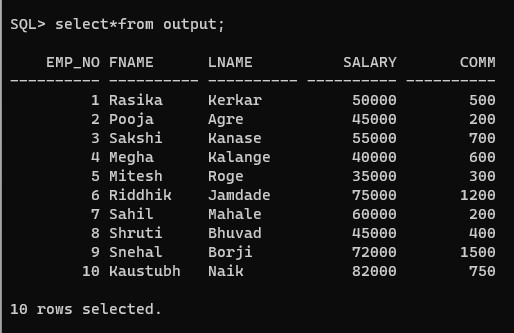 SQL> select*from output;
EMP_NO FNAME LNAME SALARY COMM
---------- ---------- ---------- ---------- ----------
1 Rasika Kerkar 50000 500
2 Pooja Agre 45000 200
3 Sakshi Kanase 55000 700
4 Megha Kalange 40000 600
5 Mitesh Roge 35000 300
6 Riddhik Jamdade 75000 1200
7 Sahil Mahale 60000 200
8 Shruti Bhuvad 45000 400
9 Snehal Borji 72000 1500
10 Kaustubh Naik 82000 750
10 rows selected.